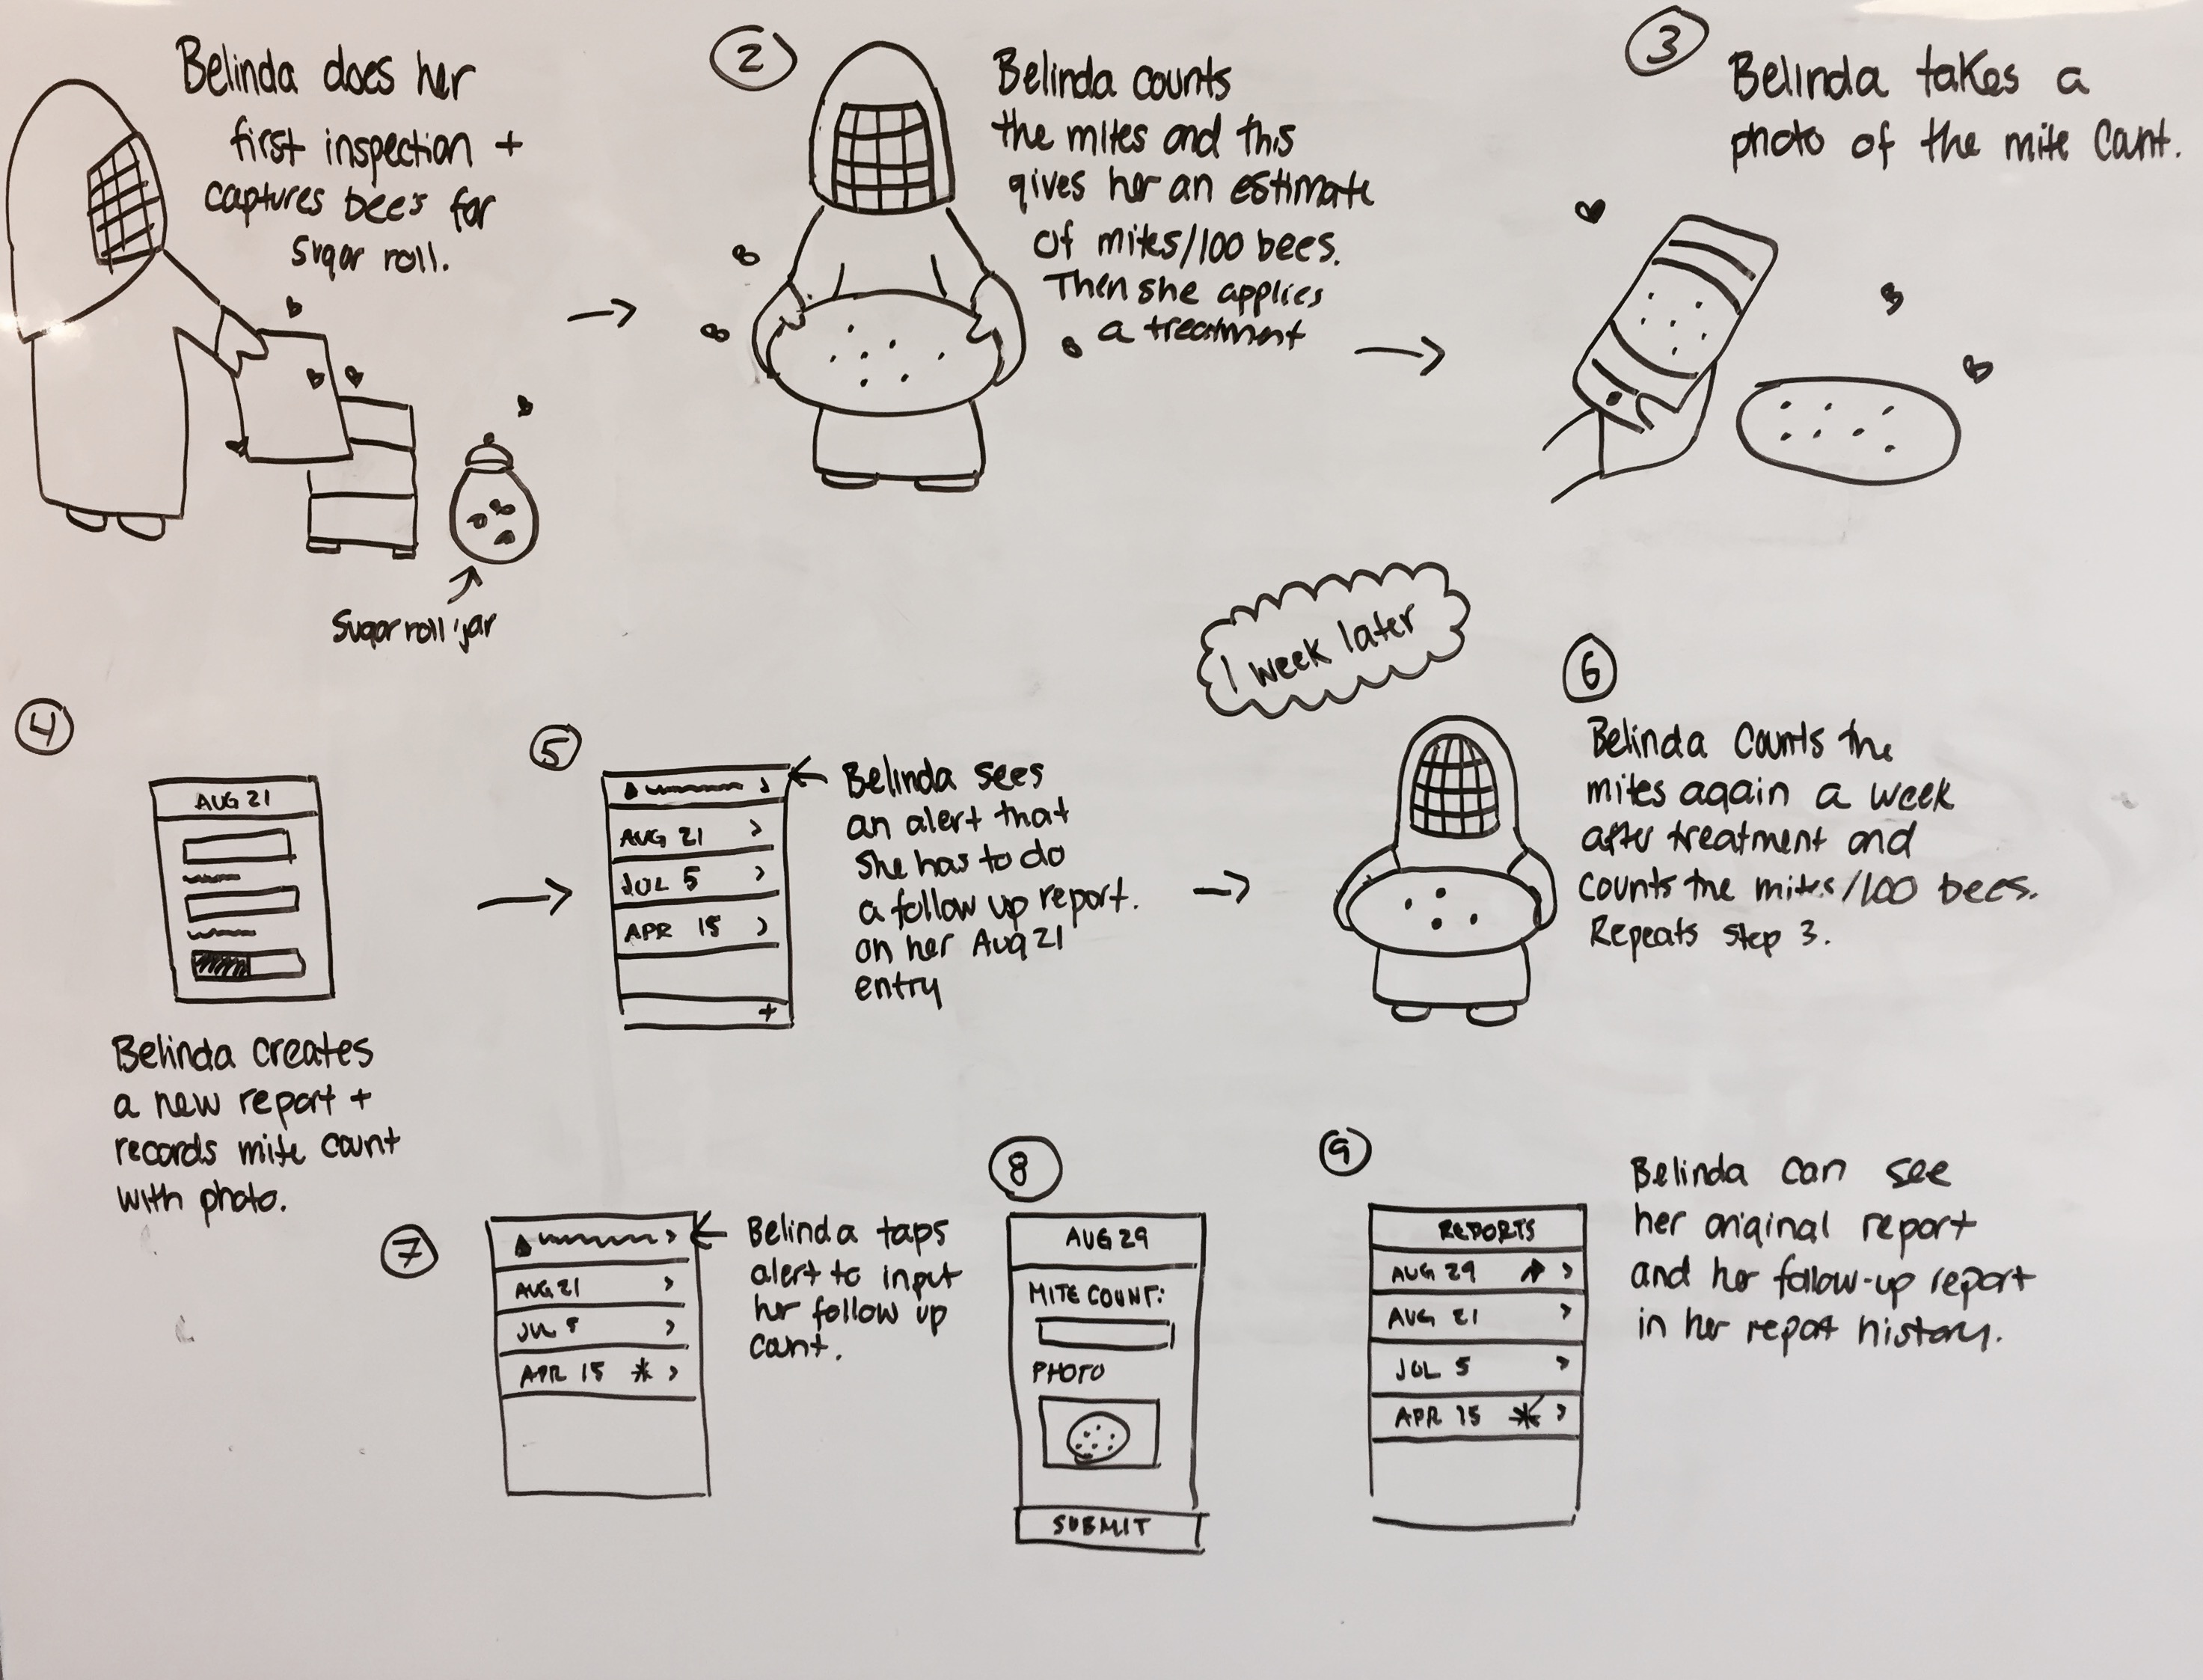 Belinda does her
first inspection +
captures bees for
sugar roll.
Sugar roll jar
2
Belinda counts
the mites and this
gives her an estimate
of mites/100 bees.
Then she applies
a treatment
3
Belinda takes a
photo of the mite count.
4
AUG 21
Belinda creates
a new report +
records mite count
with photo.
5
AUG 21 >
JUL 5 >
APR 15 >
+
Belinda sees
an alert that
she has to do
a follow up report.
on her Aug 21
entry
1 week later
6
Belinda counts the
mites again a week
after treatment and
counts the mites/100 bees.
Repeats step 3.
7
>
AUG 21 >
JUL 5 >
APR 15 * >
Belinda taps
alert to input
her follow up
count.
8
AUG 29
MITE COUNT:
PHOTO
SUBMIT
9
REPORTS
AUG 29 >
AUG 21 >
JUL 5 >
APR 15 * >
Belinda can see
her original report
and her follow-up report
in her report history.